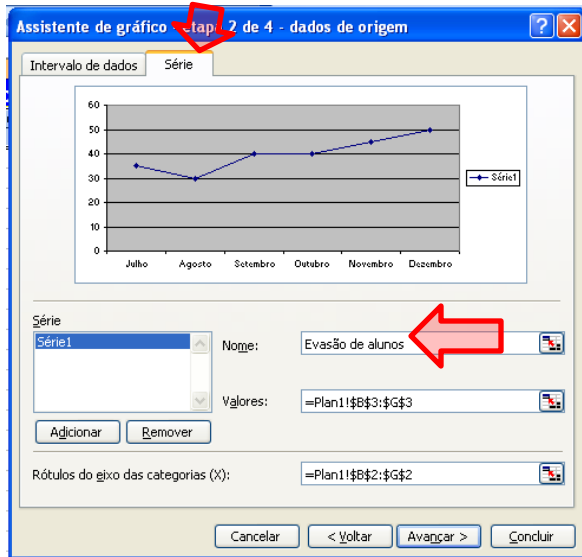 Assistente de gráfico - etapa 2 de 4 - dados de origem
Intervalo de dados
Série
60
50
40
30
20
10
0
Série1
Julho Agosto Setembro Outubro Novembro Dezembro
Série
Série1
Nome: Evasão de alunos
Valores: =Plan1!$B$3:$G$3
Adicionar Remover
Rótulos do eixo das categorias (X): =Plan1!$B$2:$G$2
Cancelar < Voltar Avançar > Concluir